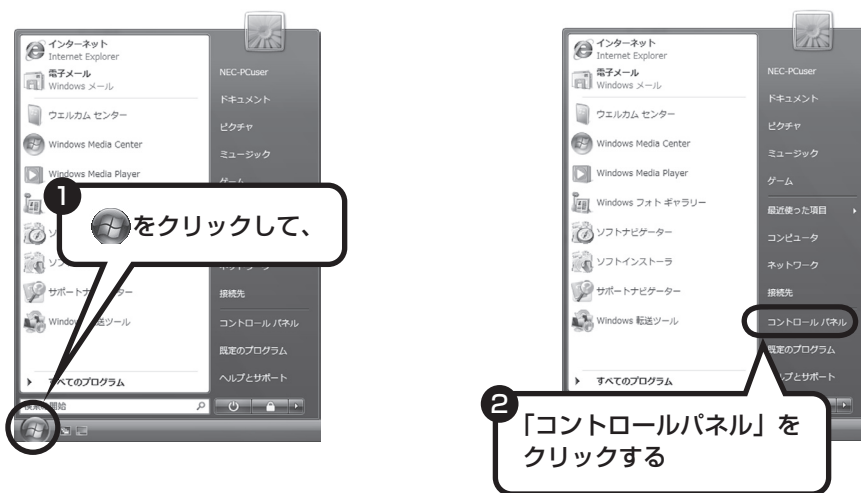 インターネット
Internet Explorer
電子メール
Windows メール
ウエルカム センター
Windows Media Center
Windows Media Player
すべてのプログラム
NEC-PCuser
ドキュメント
ピクチャ
ミュージック
接続先
コントロール パネル
既定のプログラム
ヘルプとサポート
1
をクリックして、
インターネット
Internet Explorer
電子メール
Windows メール
ウエルカム センター
Windows Media Center
Windows Media Player
Windows フォト ギャラリー
ソフトナビゲーター
ソフトインストーラ
サポートナビゲーター
Windows 転送ツール
すべてのプログラム
NEC-PCuser
ドキュメント
ピクチャ
ミュージック
ゲーム
最近使った項目
コンピュータ
ネットワーク
接続先
コントロール パネル
既定のプログラム
2
「コントロールパネル」を
クリックする